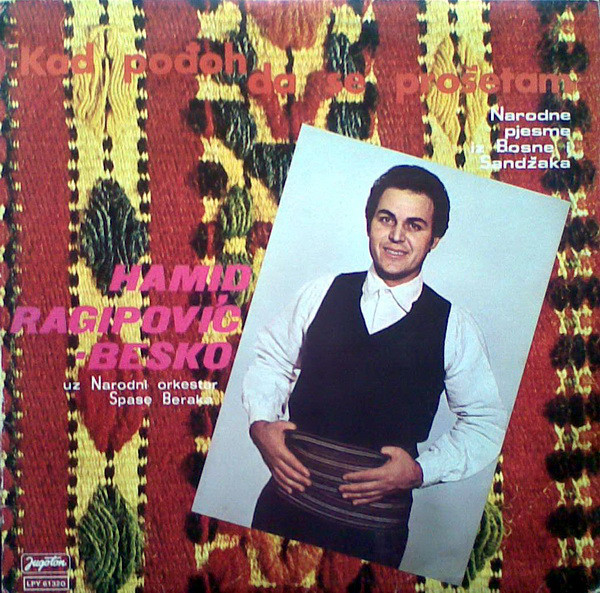 Kod pođoh da se prošetam
Narodne
pjesme
iz Bosne i
Sandžaka
HAMID
RAGIPOVIĆ
-BESKO
uz Narodni orkestar
Spase Beraka
Jugoton
LPY 61330